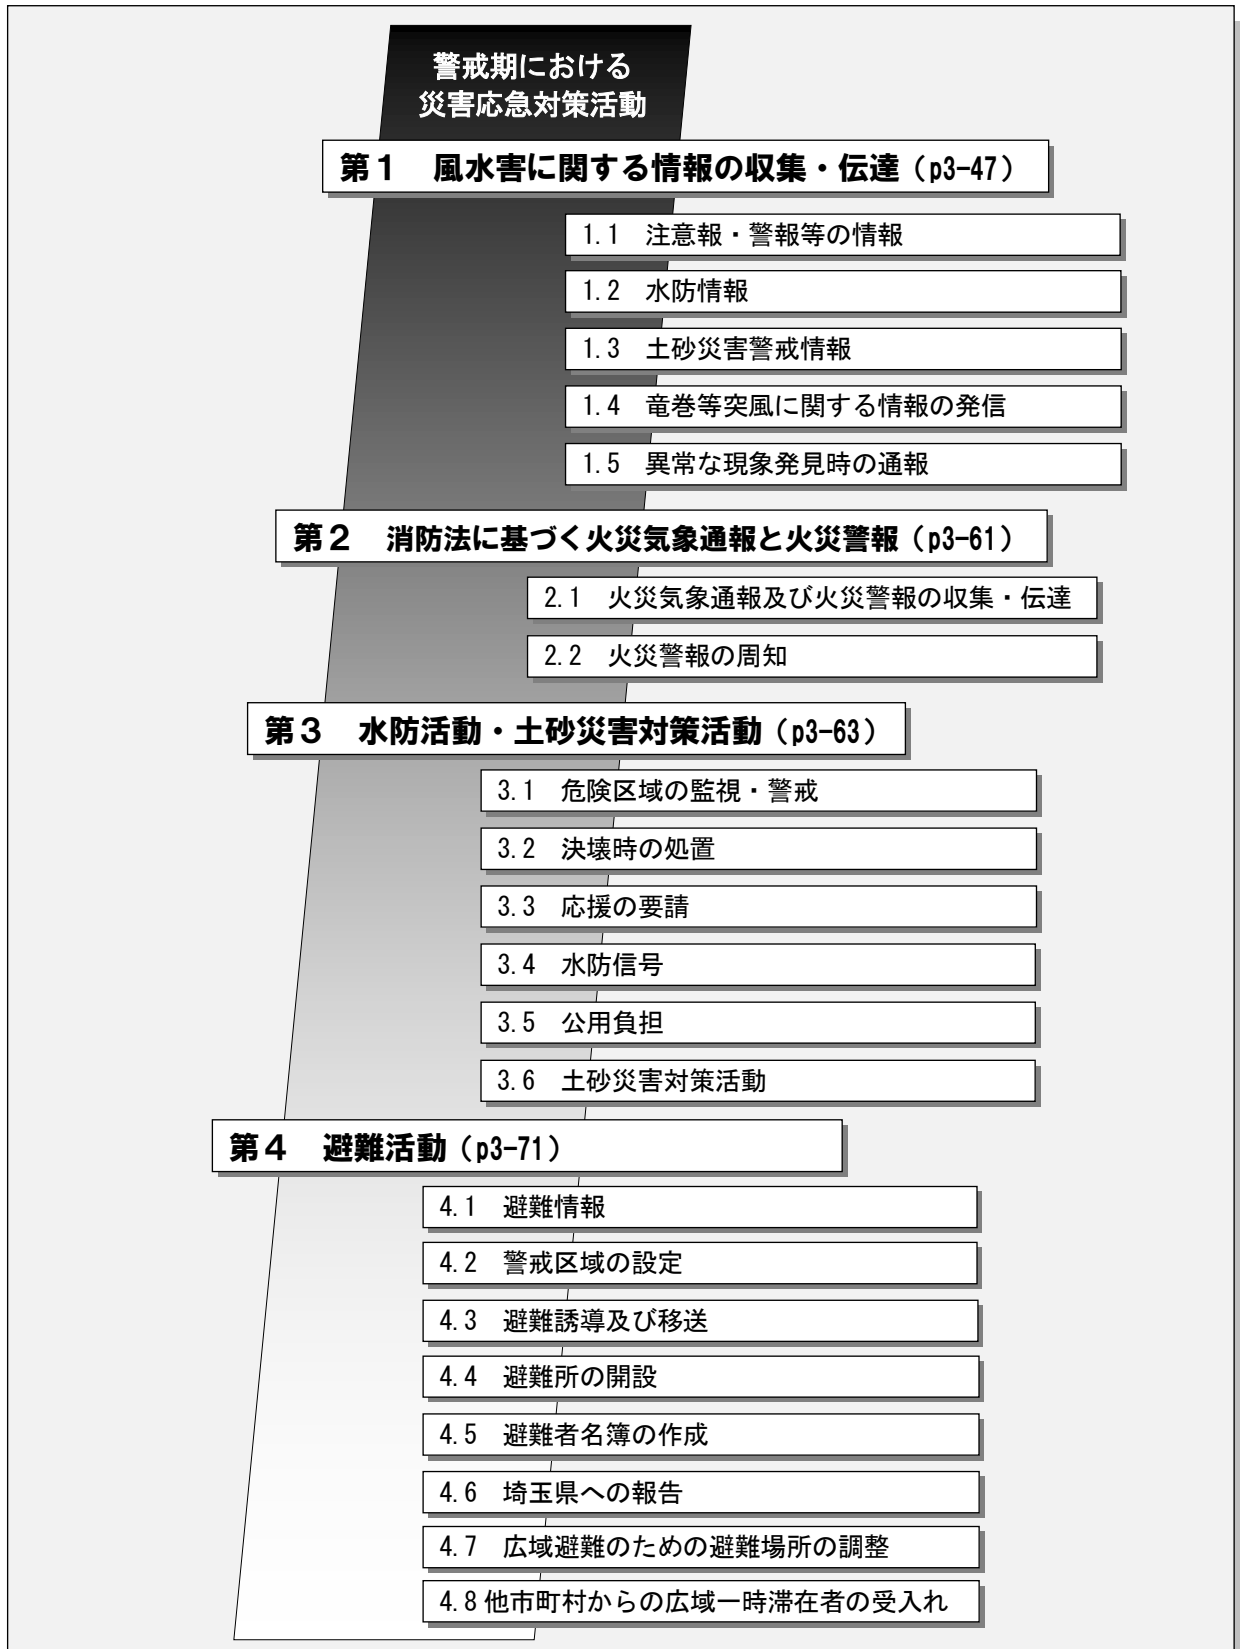 警戒期における
災害応急対策活動
第１　風水害に関する情報の収集・伝達（p3-47）
1.1　注意報・警報等の情報
1.2　水防情報
1.3　土砂災害警戒情報
1.4　竜巻等突風に関する情報の発信
1.5　異常な現象発見時の通報
第２　消防法に基づく火災気象通報と火災警報（p3-61）
2.1　火災気象通報及び火災警報の収集・伝達
2.2　火災警報の周知
第３　水防活動・土砂災害対策活動（p3-63）
3.1　危険区域の監視・警戒
3.2　決壊時の処置
3.3　応援の要請
3.4　水防信号
3.5　公用負担
3.6　土砂災害対策活動
第４　避難活動（p3-71）
4.1　避難情報
4.2　警戒区域の設定
4.3　避難誘導及び移送
4.4　避難所の開設
4.5　避難者名簿の作成
4.6　埼玉県への報告
4.7　広域避難のための避難場所の調整
4.8 他市町村からの広域一時滞在者の受入れ